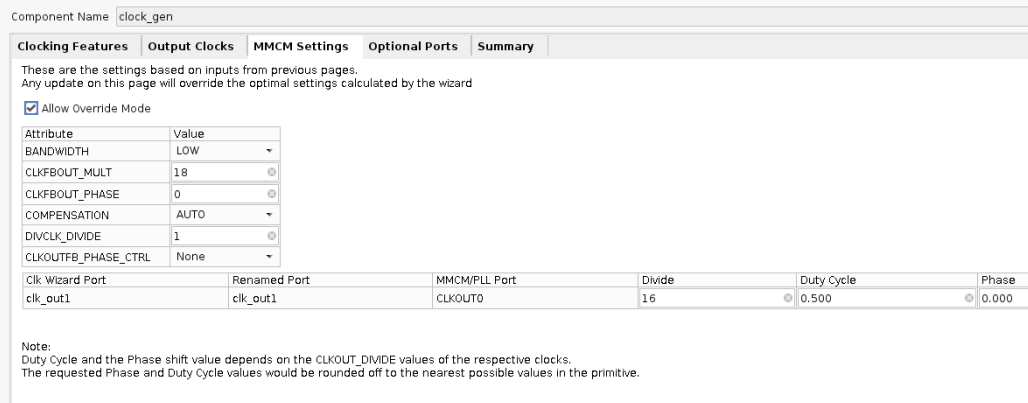 Component Name clock_gen
Clocking Features Output Clocks MMCM Settings Optional Ports Summary
These are the settings based on inputs from previous pages.
Any update on this page will override the optimal settings calculated by the wizard
Allow Override Mode
Attribute Value
BANDWIDTH LOW
CLKFBOUT_MULT 18
CLKFBOUT_PHASE 0
COMPENSATION AUTO
DIVCLK_DIVIDE 1
CLKOUTFB_PHASE_CTRL None
Clk Wizard Port Renamed Port MMCM/PLL Port Divide Duty Cycle Phase
clk_out1 clk_out1 CLKOUT0 16 0.500 0.000
Note:
Duty Cycle and the Phase shift value depends on the CLKOUT_DIVIDE values of the respective clocks.
The requested Phase and Duty Cycle values would be rounded off to the nearest possible values in the primitive.